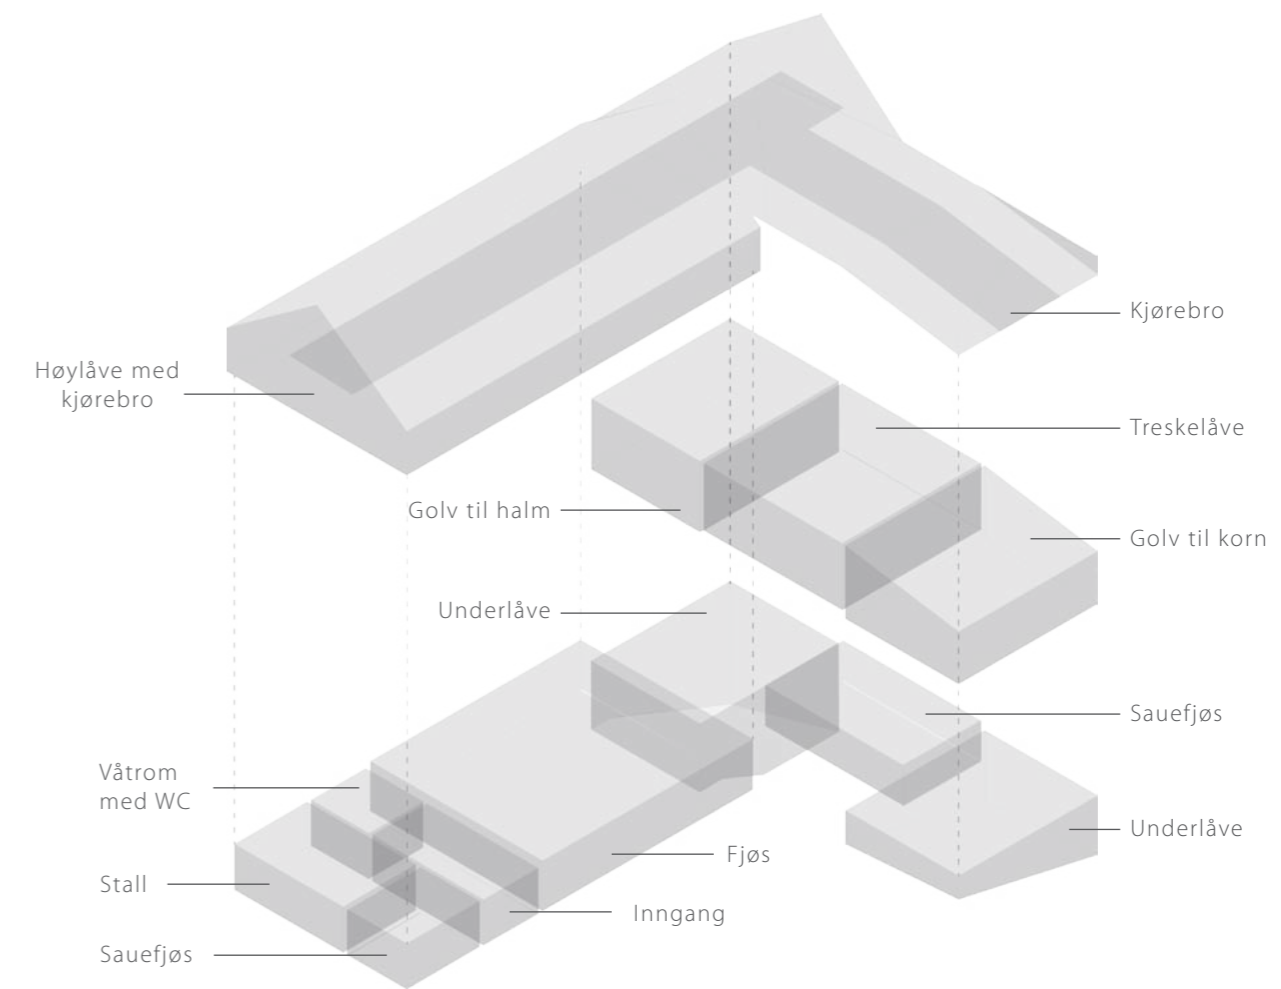 Kjørebro
Høylåve med
kjørebro
Treskelåve
Golv til halm
Golv til korn
Underlåve
Sauefjøs
Våtrom
med WC
Underlåve
Fjøs
Stall
Inngang
Sauefjøs